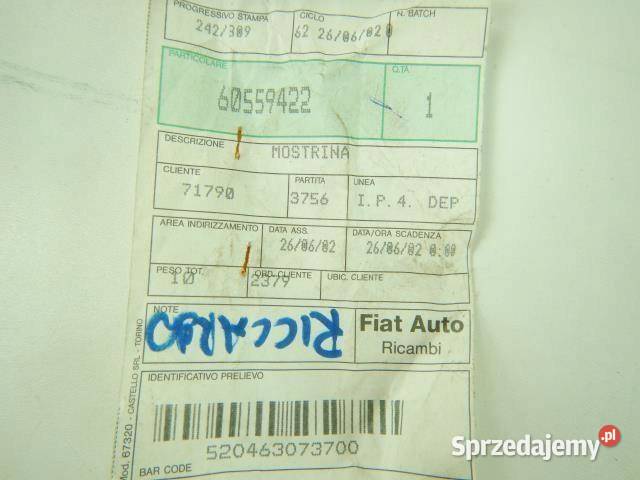 PROGRESSIVO STAMPA CICLO N. BATCH
242/309 62 26/06/02 0
PARTICOLARE Q.TÀ
60559422 1
DESCRIZIONE MOSTRINA
CLIENTE PARTITA LINEA
71790 3756 I.P.4. DEP
AREA INDIRIZZAMENTO DATA ASS. DATA/ORA SCADENZA
26/06/02 26/06/02 0:00
PESO TOT. ORD. CLIENTE UBIC. CLIENTE
10 2379
NOTE
RICCARDO
Fiat Auto
Ricambi
IDENTIFICATIVO PRELIEVO
520463073700
BAR CODE
Mod. 67320 - CASTELLO SRL - TORINO
Sprzedajemy.pl